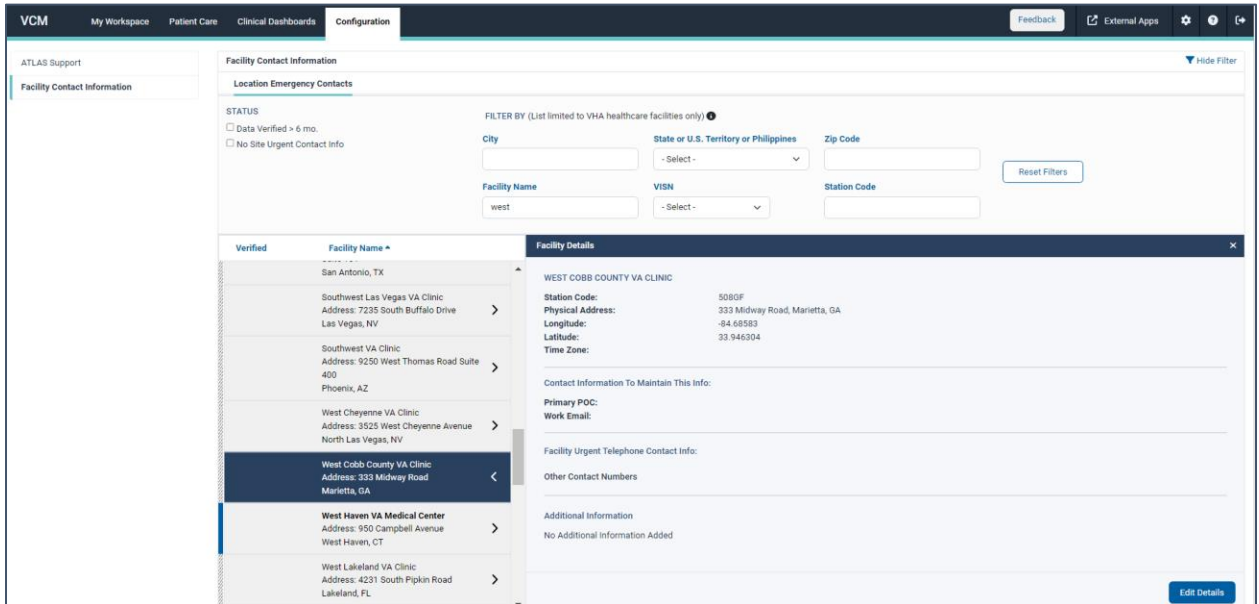 VCM My Workspace Patient Care Clinical Dashboards Configuration Feedback External Apps
ATLAS Support
Facility Contact Information
Facility Contact Information Hide Filter
Location Emergency Contacts
STATUS
Data Verified > 6 mo.
No Site Urgent Contact Info
FILTER BY (List limited to VHA healthcare facilities only)
City State or U.S. Territory or Philippines Zip Code
- Select -
Reset Filters
Facility Name VISN Station Code
west - Select -
Verified Facility Name
San Antonio, TX
Southwest Las Vegas VA Clinic
Address: 7235 South Buffalo Drive
Las Vegas, NV
Southwest VA Clinic
Address: 9250 West Thomas Road Suite
400
Phoenix, AZ
West Cheyenne VA Clinic
Address: 3525 West Cheyenne Avenue
North Las Vegas, NV
West Cobb County VA Clinic
Address: 333 Midway Road
Marietta, GA
West Haven VA Medical Center
Address: 950 Campbell Avenue
West Haven, CT
West Lakeland VA Clinic
Address: 4231 South Pipkin Road
Lakeland, FL
Facility Details
WEST COBB COUNTY VA CLINIC
Station Code: 508GF
Physical Address: 333 Midway Road, Marietta, GA
Longitude: -84.68583
Latitude: 33.946304
Time Zone:
Contact Information To Maintain This Info:
Primary POC:
Work Email:
Facility Urgent Telephone Contact Info:
Other Contact Numbers
Additional Information
No Additional Information Added
Edit Details